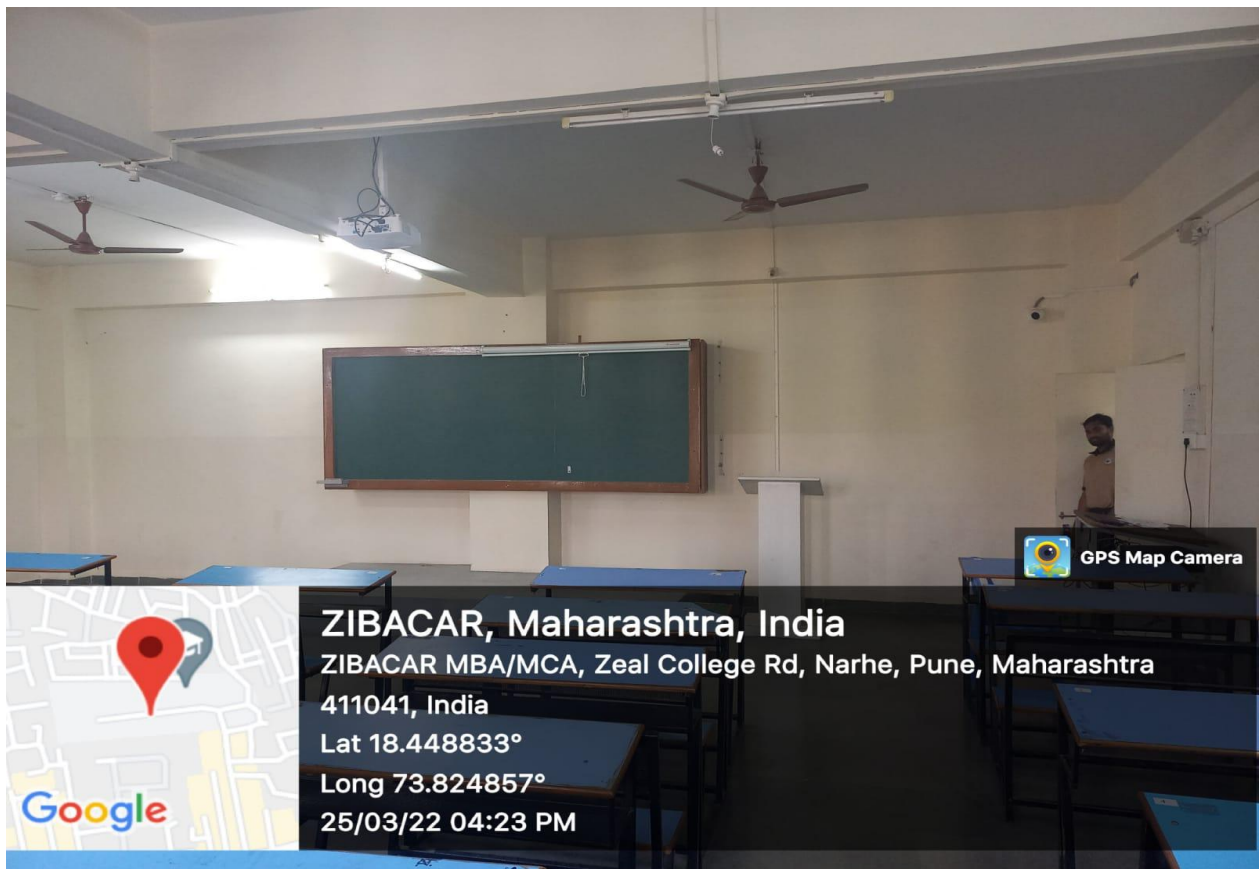 GPS Map Camera
ZIBACAR, Maharashtra, India
ZIBACAR MBA/MCA, Zeal College Rd, Narhe, Pune, Maharashtra
411041, India
Lat 18.448833°
Long 73.824857°
25/03/22 04:23 PM
Google